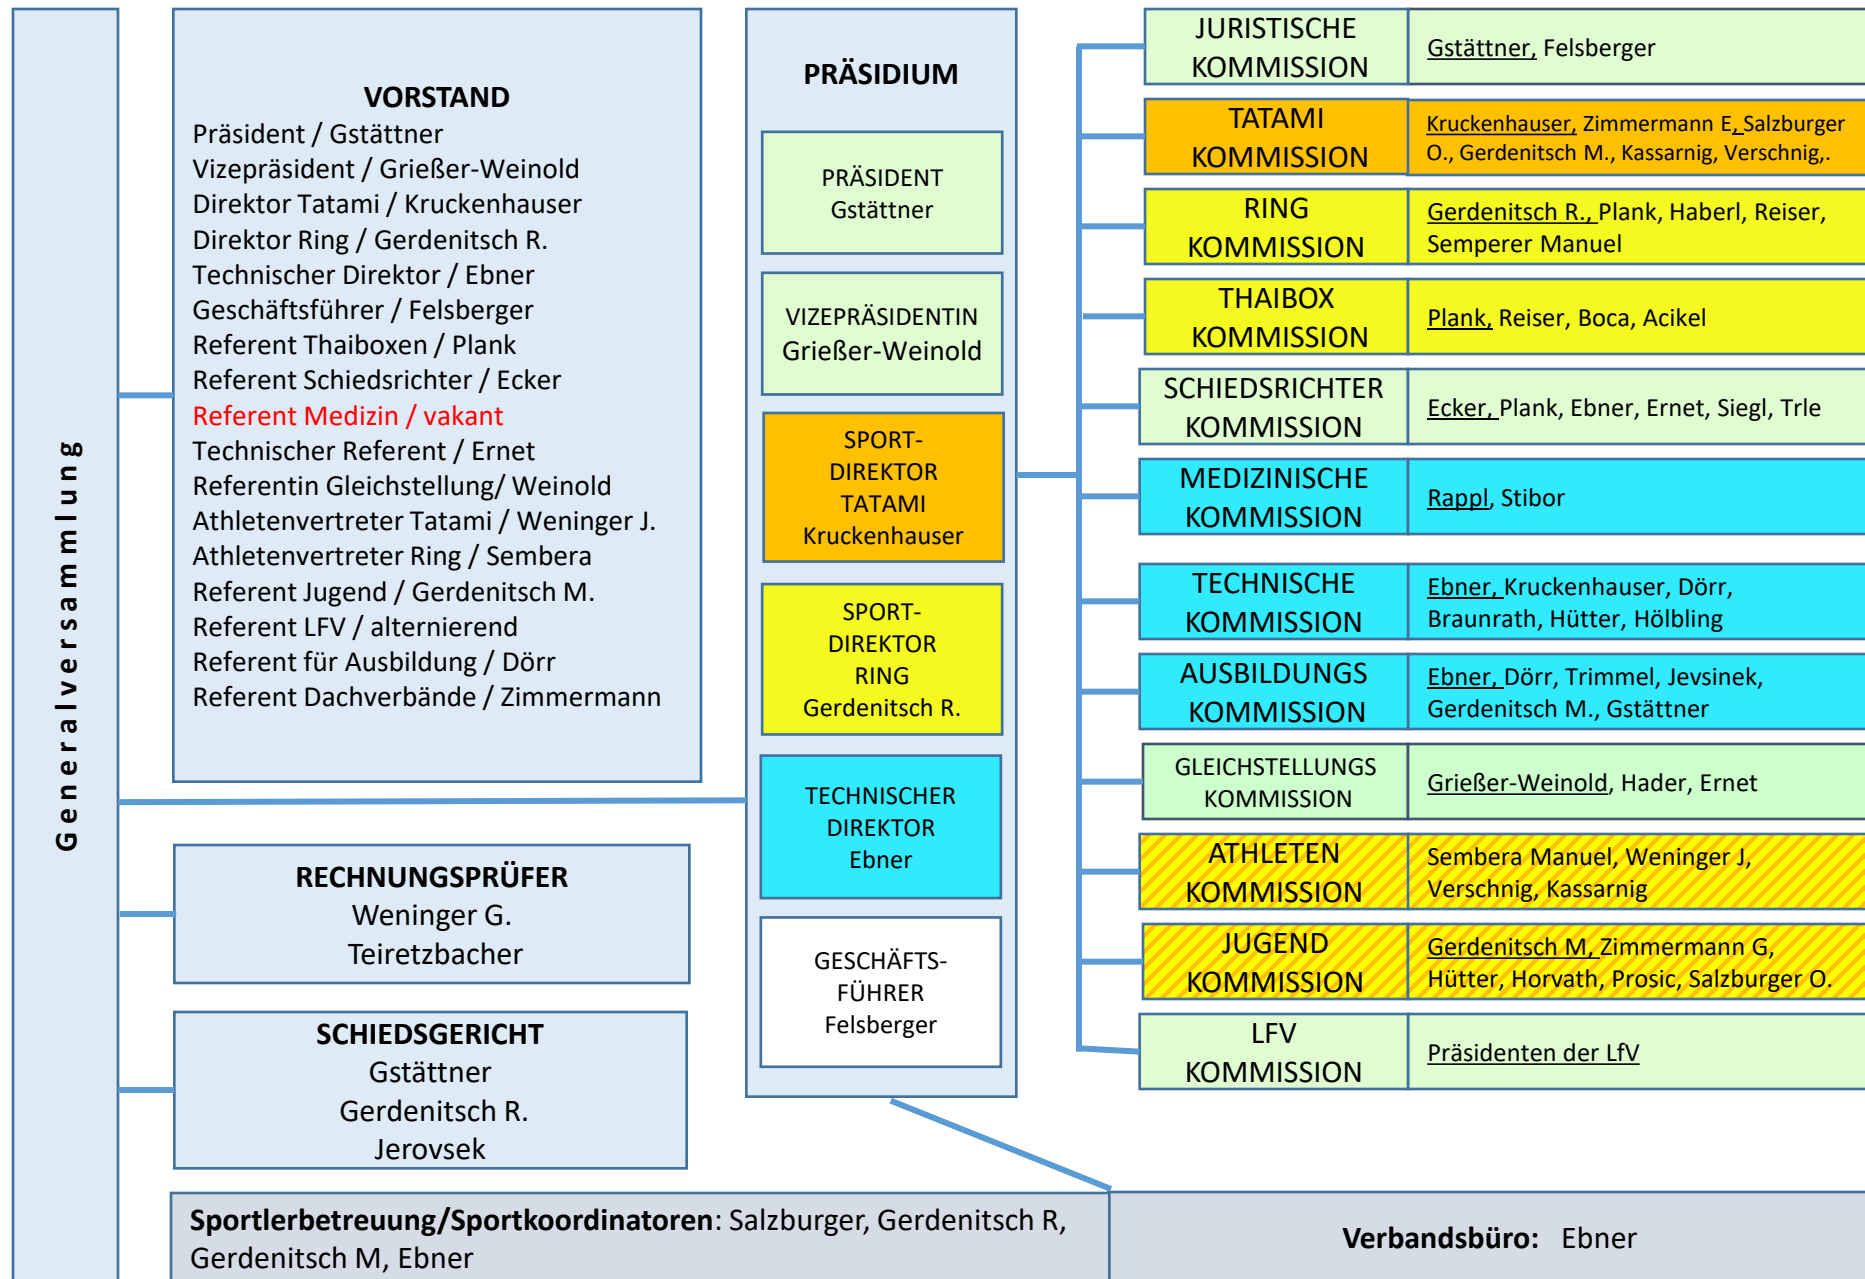 Generalversammlung
VORSTAND
Präsident / Gstättner
Vizepräsident / Grießer-Weinold
Direktor Tatami / Kruckenhauser
Direktor Ring / Gerdenitsch R.
Technischer Direktor / Ebner
Geschäftsführer / Felsberger
Referent Thaiboxen / Plank
Referent Schiedsrichter / Ecker
Referent Medizin / vakant
Technischer Referent / Ernet
Referentin Gleichstellung/ Weinold
Athletenvertreter Tatami / Weninger J.
Athletenvertreter Ring / Sembera
Referent Jugend / Gerdenitsch M.
Referent LFV / alternierend
Referent für Ausbildung / Dörr
Referent Dachverbände / Zimmermann
RECHNUNGSPRÜFER
Weninger G.
Teiretzbacher
SCHIEDSGERICHT
Gstättner
Gerdenitsch R.
Jerovsek
PRÄSIDIUM
PRÄSIDENT
Gstättner
VIZEPRÄSIDENTIN
Grießer-Weinold
SPORT-
DIREKTOR
TATAMI
Kruckenhauser
SPORT-
DIREKTOR
RING
Gerdenitsch R.
TECHNISCHER
DIREKTOR
Ebner
GESCHÄFTS-
FÜHRER
Felsberger
JURISTISCHE
KOMMISSION
Gstättner, Felsberger
TATAMI
KOMMISSION
Kruckenhauser, Zimmermann E, Salzburger
O., Gerdenitsch M., Kassarnig, Verschnig,.
RING
KOMMISSION
Gerdenitsch R., Plank, Haberl, Reiser,
Semperer Manuel
THAIBOX
KOMMISSION
Plank, Reiser, Boca, Acikel
SCHIEDSRICHTER
KOMMISSION
Ecker, Plank, Ebner, Ernet, Siegl, Trle
MEDIZINISCHE
KOMMISSION
Rappl, Stibor
TECHNISCHE
KOMMISSION
Ebner, Kruckenhauser, Dörr,
Braunrath, Hütter, Hölbling
AUSBILDUNGS
KOMMISSION
Ebner, Dörr, Trimmel, Jevsinek,
Gerdenitsch M., Gstättner
GLEICHSTELLUNGS
KOMMISSION
Grießer-Weinold, Hader, Ernet
ATHLETEN
KOMMISSION
Sembera Manuel, Weninger J,
Verschnig, Kassarnig
JUGEND
KOMMISSION
Gerdenitsch M, Zimmermann G,
Hütter, Horvath, Prosic, Salzburger O.
LFV
KOMMISSION
Präsidenten der LfV
Sportlerbetreuung/Sportkoordinatoren: Salzburger, Gerdenitsch R,
Gerdenitsch M, Ebner
Verbandsbüro: Ebner